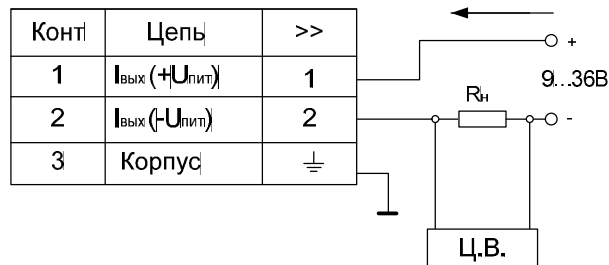 Конт Цепь >>
1 Iвых (+Uпит) 1
2 Iвых (-Uпит) 2
3 Корпус
+
9...36В
Rн
-
Ц.В.